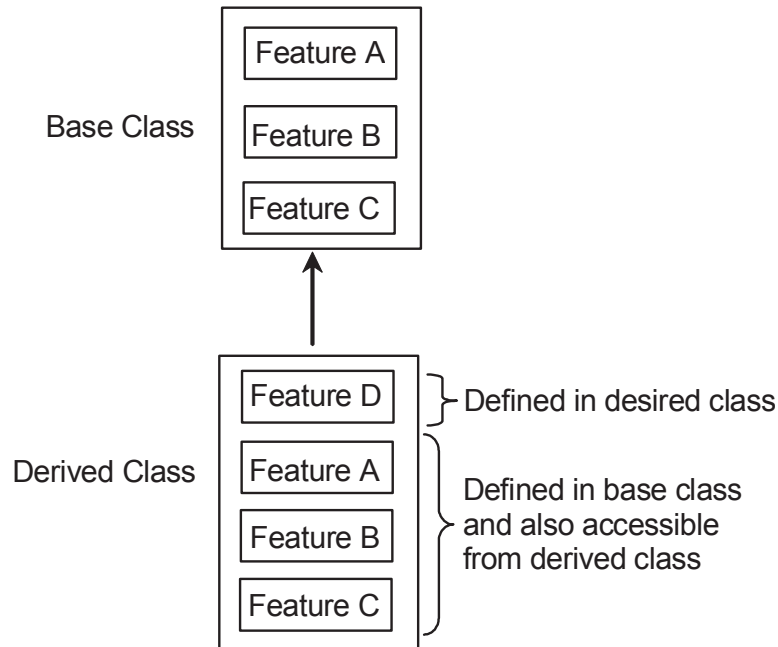 Base Class
Feature A
Feature B
Feature C
Derived Class
Feature D
Feature A
Feature B
Feature C
Defined in desired class
Defined in base class
and also accessible
from derived class